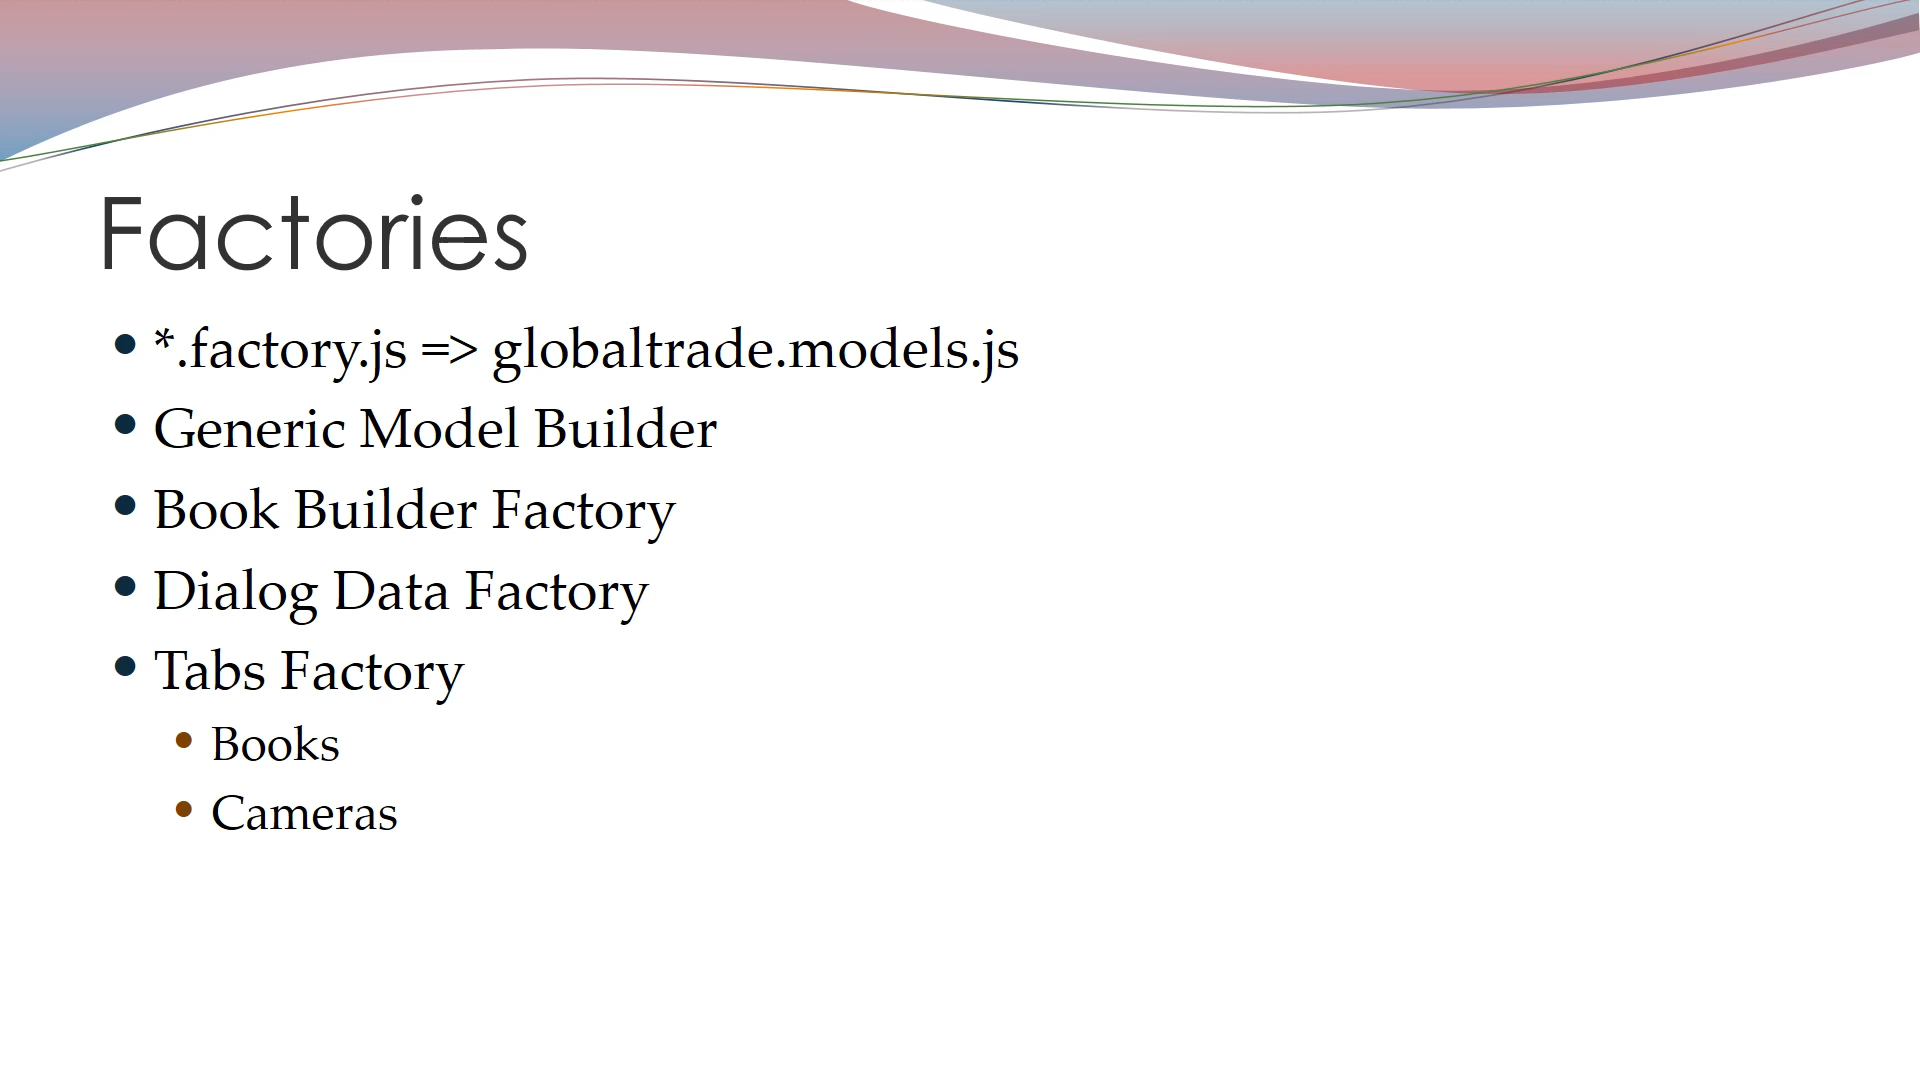 Factories
• *.factory.js => globaltrade.models.js
• Generic Model Builder
• Book Builder Factory
• Dialog Data Factory
• Tabs Factory
• Books
• Cameras